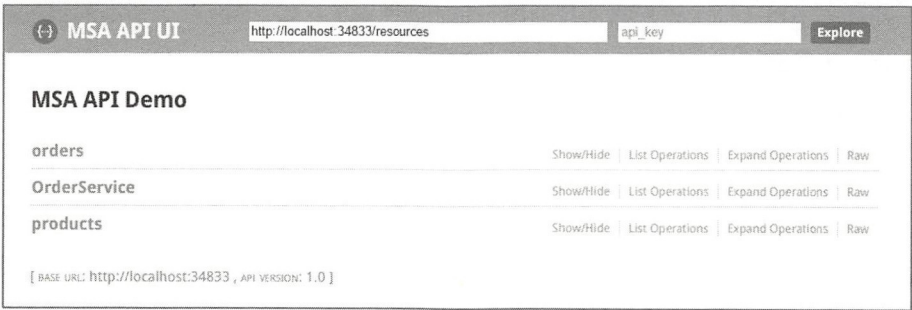 {··} MSA API UI http://localhost:34833/resources api_key Explore
MSA API Demo
orders Show/Hide List Operations Expand Operations Raw
OrderService Show/Hide List Operations Expand Operations Raw
products Show/Hide List Operations Expand Operations Raw
[ BASE URL: http://localhost:34833 , API VERSION: 1.0 ]